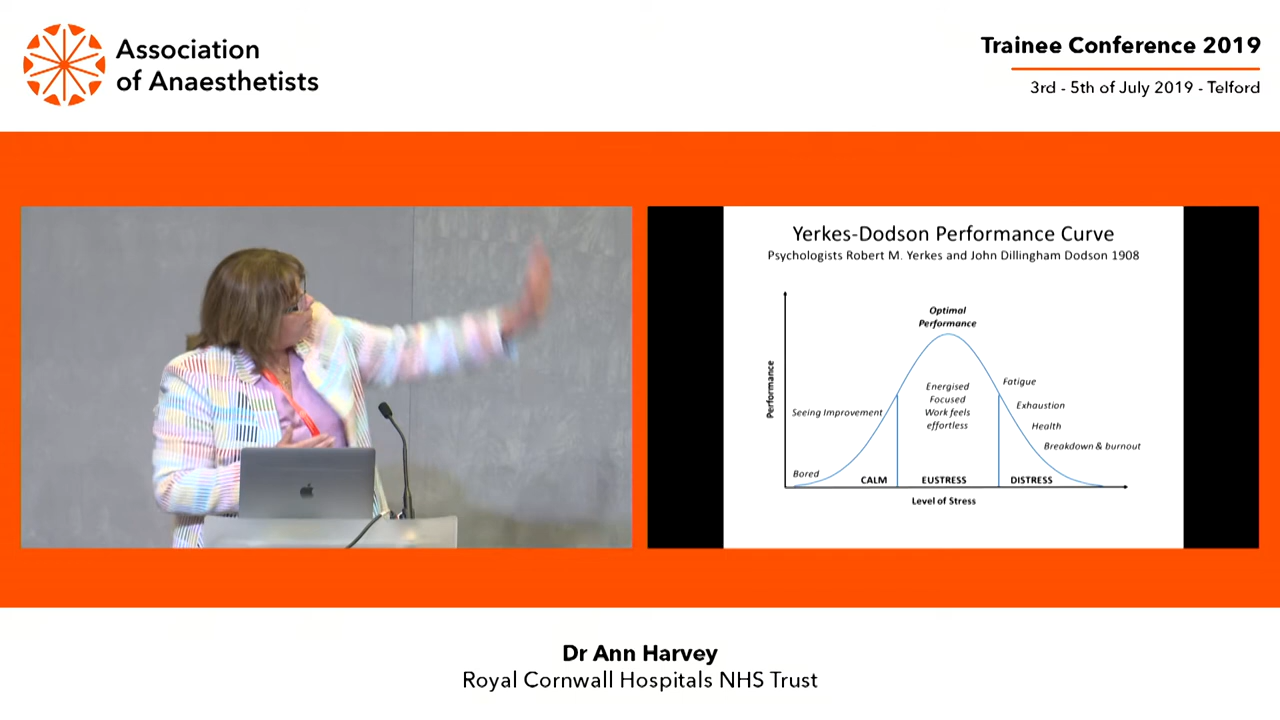 Association
of Anaesthetists
Trainee Conference 2019
3rd - 5th of July 2019 - Telford
Yerkes-Dodson Performance Curve
Psychologists Robert M. Yerkes and John Dillingham Dodson 1908
Optimal
Performance
Performance
Energised
Focused
Work feels
effortless
Fatigue
Exhaustion
Health
Breakdown & burnout
Seeing Improvement
Bored
CALM
EUSTRESS
DISTRESS
Level of Stress
Dr Ann Harvey
Royal Cornwall Hospitals NHS Trust